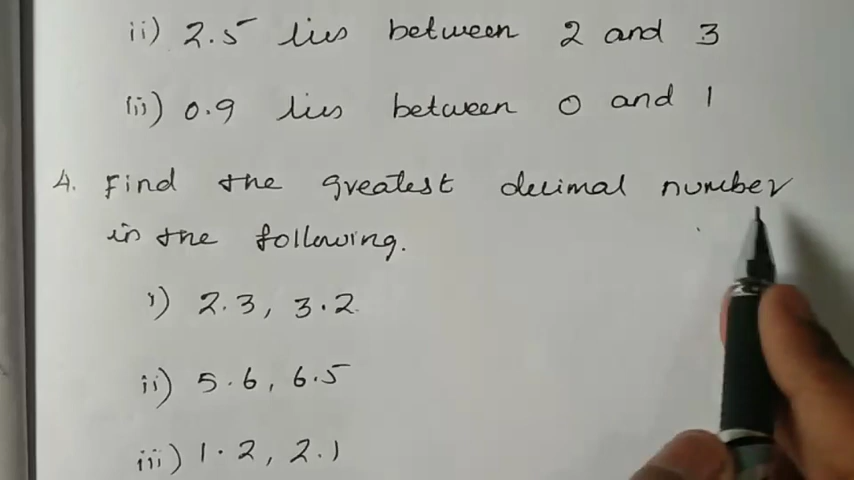 ii) 2.5 lies between 2 and 3
iii) 0.9 lies between 0 and 1
4. Find the greatest decimal number
in the following.
i) 2.3, 3.2
ii) 5.6, 6.5
iii) 1.2, 2.1